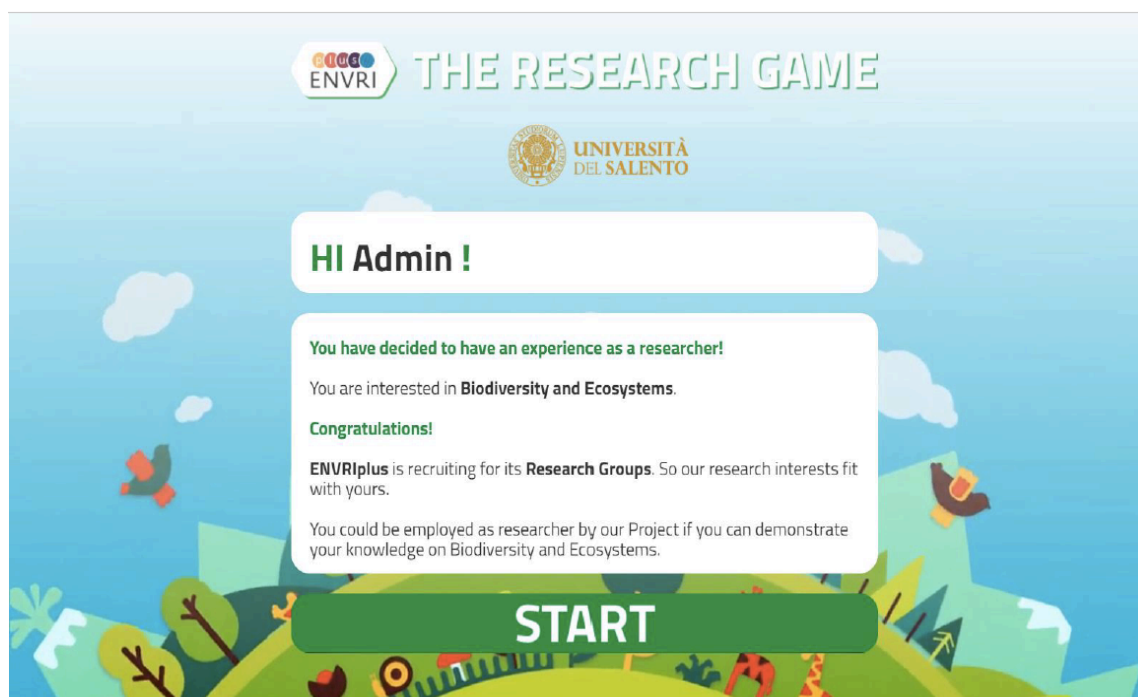 plus
ENVRI
THE RESEARCH GAME
UNIVERSITÀ
DEL SALENTO
HI Admin !
You have decided to have an experience as a researcher!
You are interested in Biodiversity and Ecosystems.
Congratulations!
ENVRIplus is recruiting for its Research Groups. So our research interests fit
with yours.
You could be employed as researcher by our Project if you can demonstrate
your knowledge on Biodiversity and Ecosystems.
START